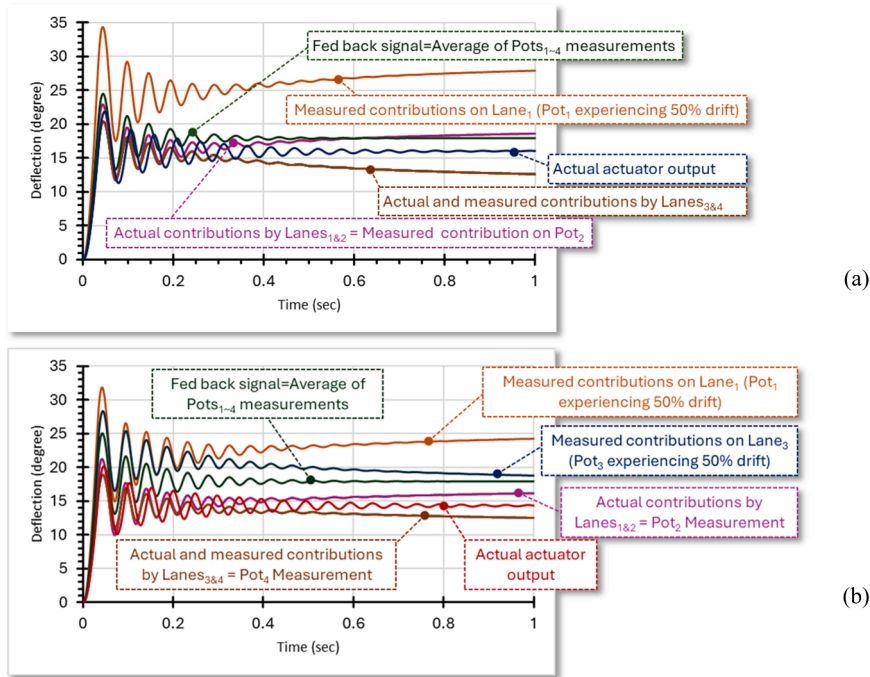 35
Fed back signal=Average of Pots1~4 measurements
30
25
Measured contributions on Lane1 (Pot1 experiencing 50% drift)
20
15
Actual actuator output
10
Actual and measured contributions by Lanes3&4
5
Actual contributions by Lanes1&2 = Measured contribution on Pot2
0
Deflection (degree)
0 0.2 0.4 0.6 0.8 1
Time (sec)
(a)
35
30
25
20
15
10
5
0
Deflection (degree)
Fed back signal=Average of
Pots1~4 measurements
Measured contributions on Lane1 (Pot1
experiencing 50% drift)
Measured contributions on Lane3
(Pot3 experiencing 50% drift)
Actual contributions by
Lanes1&2 = Pot2 Measurement
Actual and measured contributions
by Lanes3&4 = Pot4 Measurement
Actual actuator
output
0 0.2 0.4 0.6 0.8 1
Time (sec)
(b)